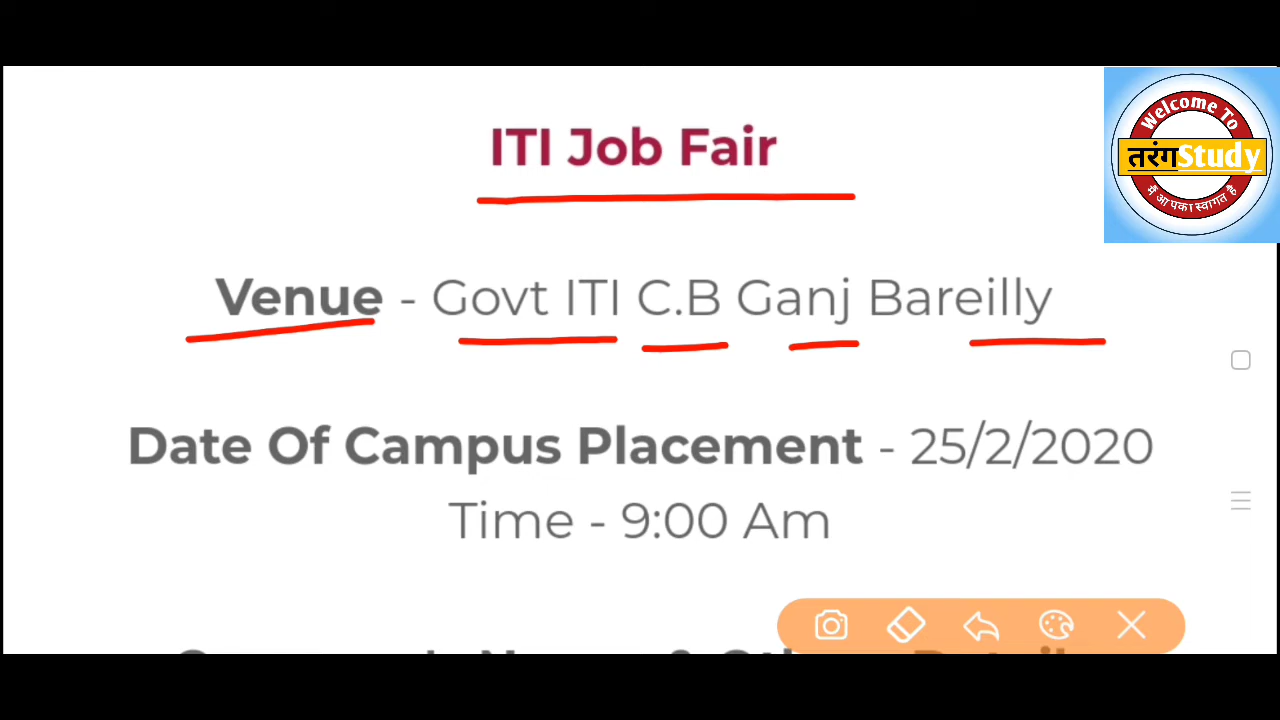 ITI Job Fair
Welcome To
तरंगStudy
में आपका स्वागत है
Venue - Govt ITI C.B Ganj Bareilly
Date Of Campus Placement - 25/2/2020
Time - 9:00 Am